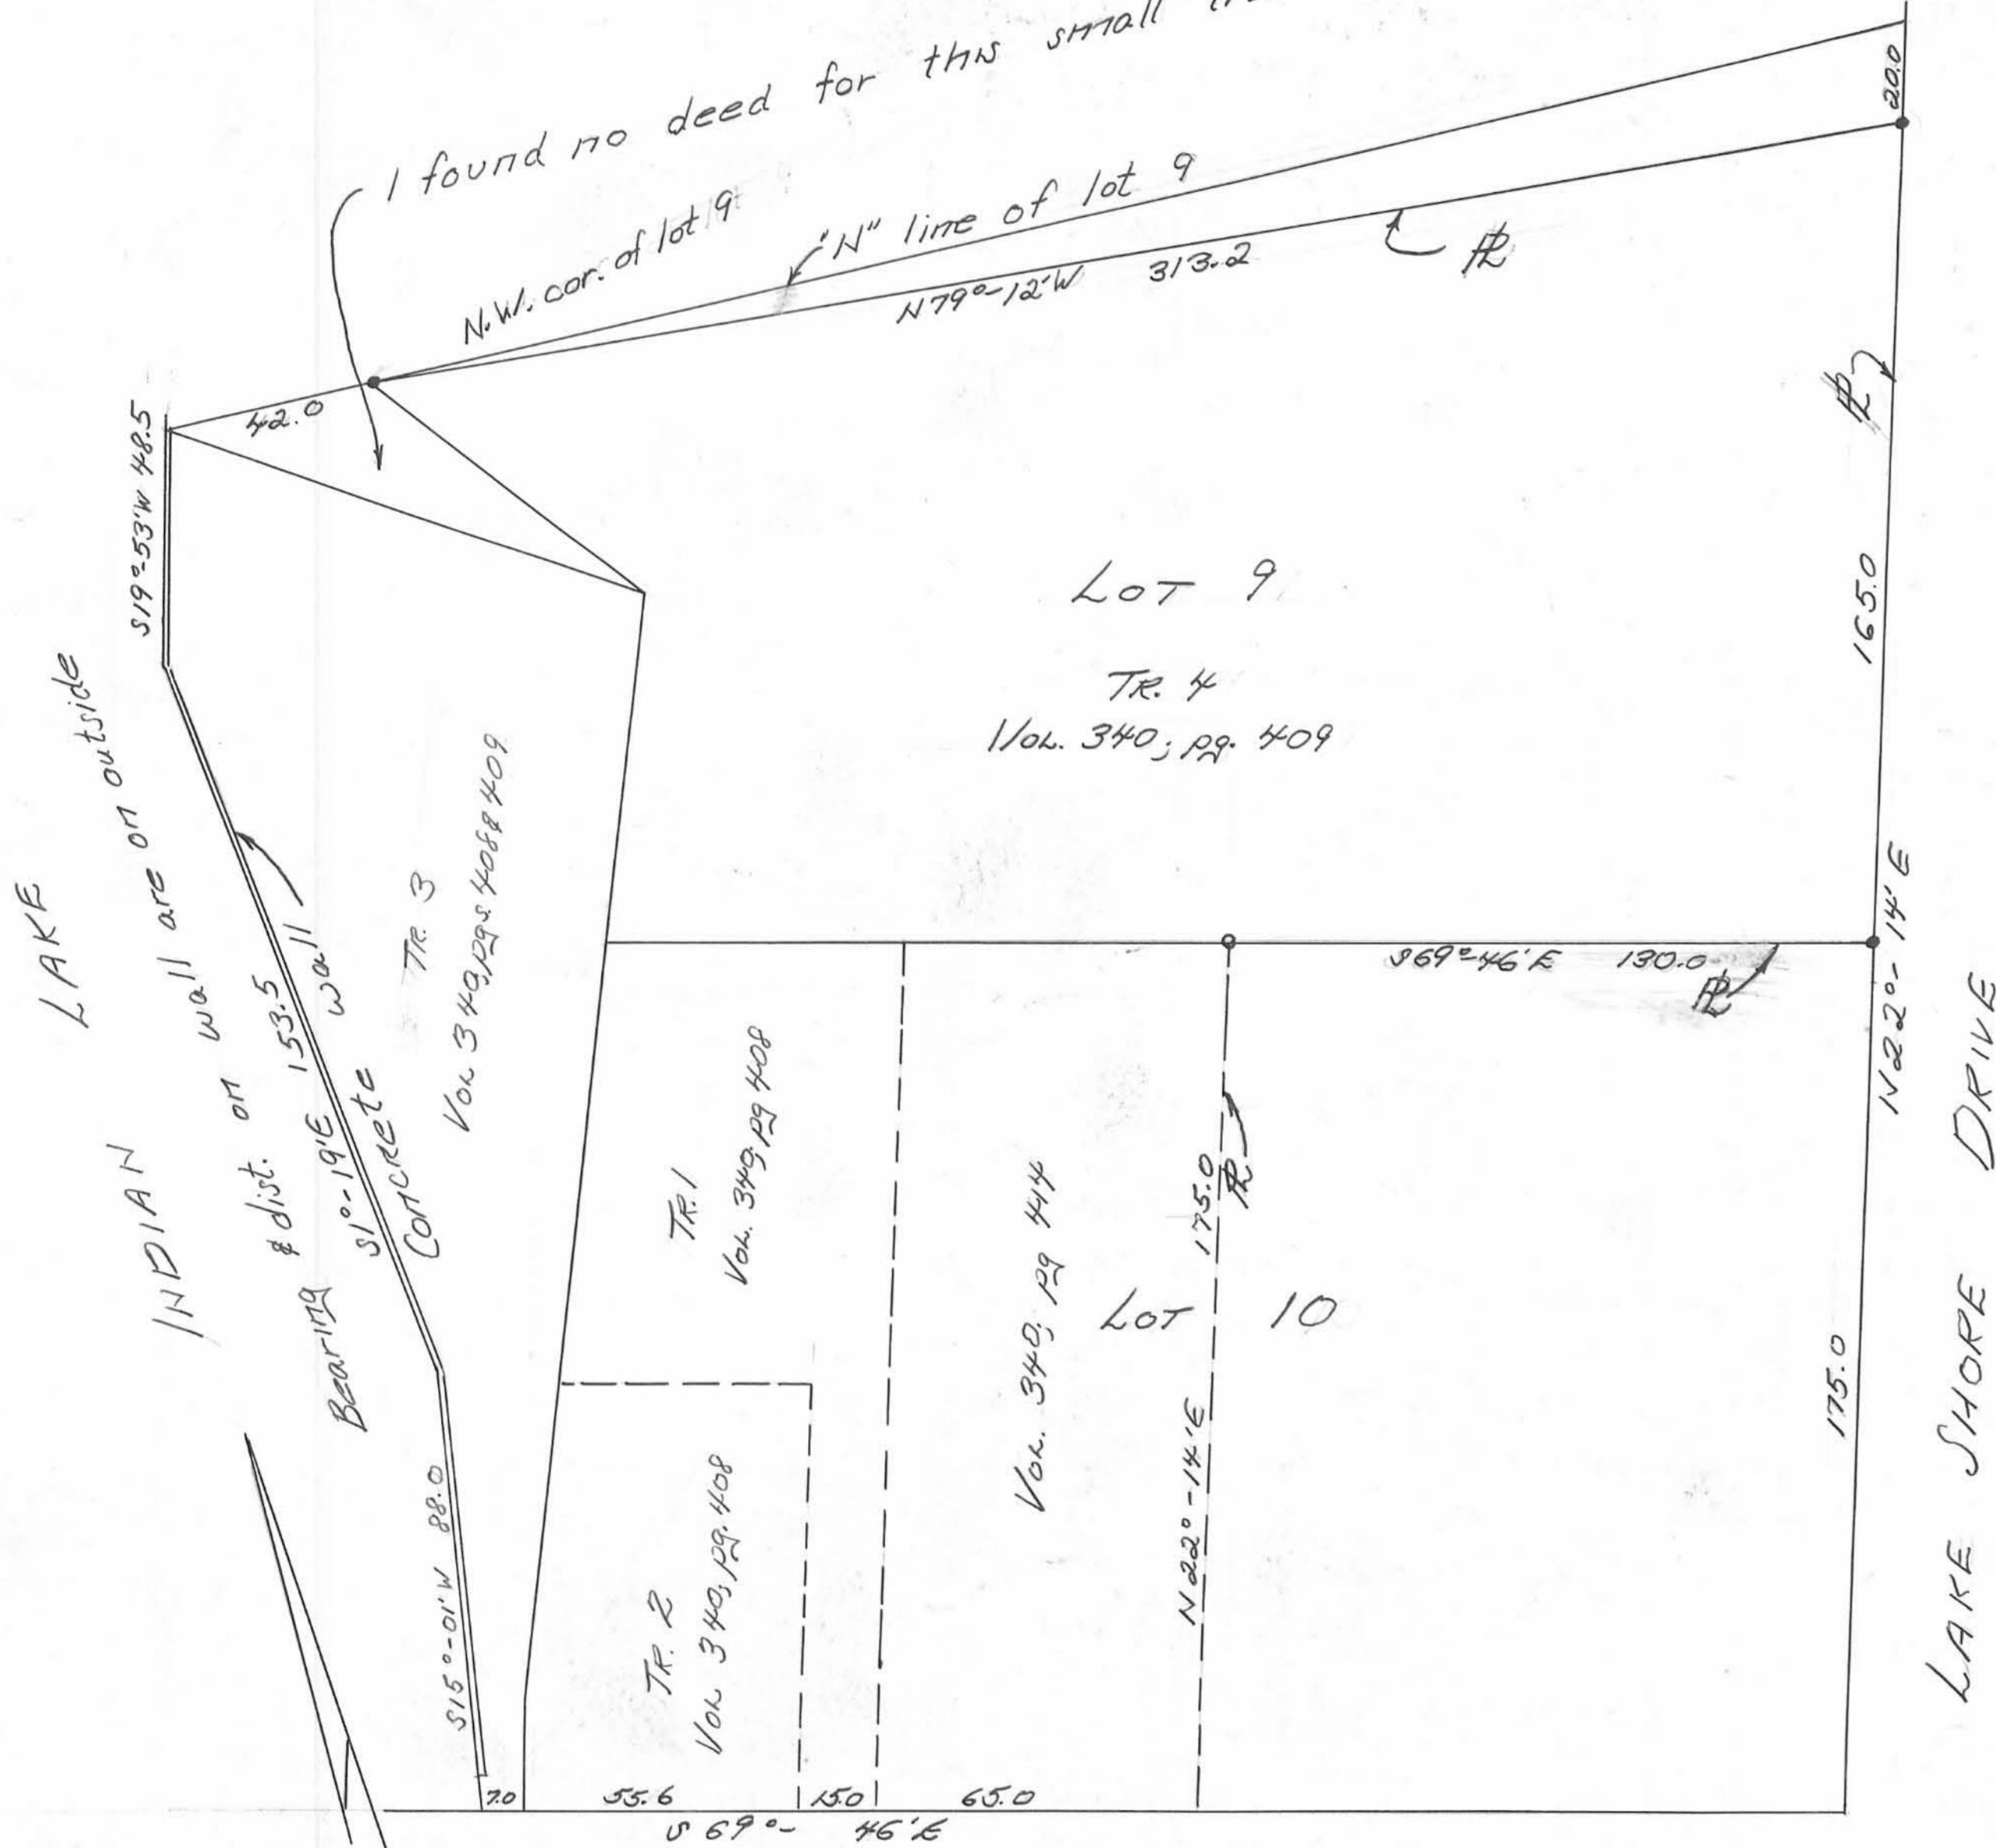 I found no deed for this small
20.0
N.W. cor. of lot 9
"N" line of lot 9
N79°-12'W 313.2
PL
PL
42.0
S19°-53'W 48.5
LOT 9
TR. 4
Vol. 340; pg. 409
165.0
N22°-14'E
LAKE SHORE DRIVE
175.0
S69°-46'E 130.0
PL
INDIAN LAKE
Bearing & dist. on wall are on outside
S1°-19'E 153.5
Concrete wall
TR. 3
Vol 340, pgs. 408 & 409
TR. 1
Vol. 340, pg 408
Vol. 340; pg 414
175.0
PL
N22°-14'E
LOT 10
TR. 2
Vol 340, pg. 408
S15°-01'W 88.0
7.0 55.6 15.0 65.0
S69°-46'E